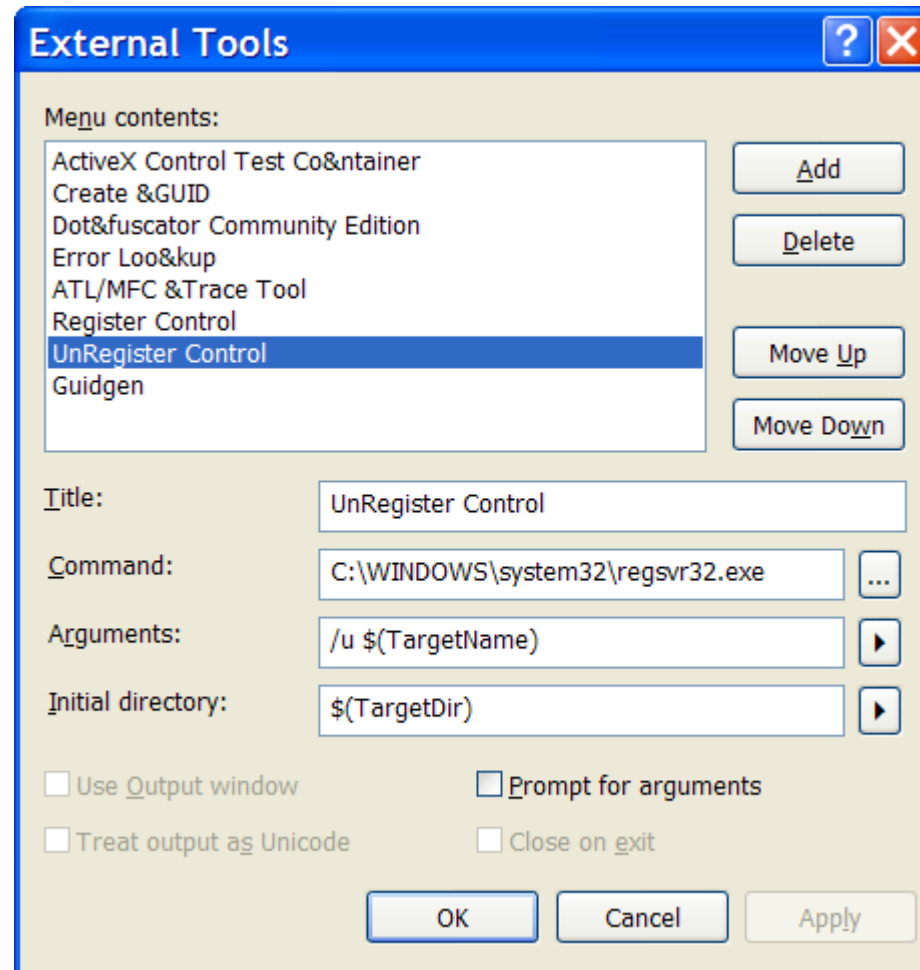 External Tools
Menu contents:
ActiveX Control Test Co&ntainer
Create &GUID
Dot&fuscator Community Edition
Error Loo&kup
ATL/MFC &Trace Tool
Register Control
UnRegister Control
Guidgen
Add
Delete
Move Up
Move Down
Title:
UnRegister Control
Command:
C:\WINDOWS\system32\regsvr32.exe
...
Arguments:
/u $(TargetName)
Initial directory:
$(TargetDir)
Use Output window
Prompt for arguments
Treat output as Unicode
Close on exit
OK
Cancel
Apply